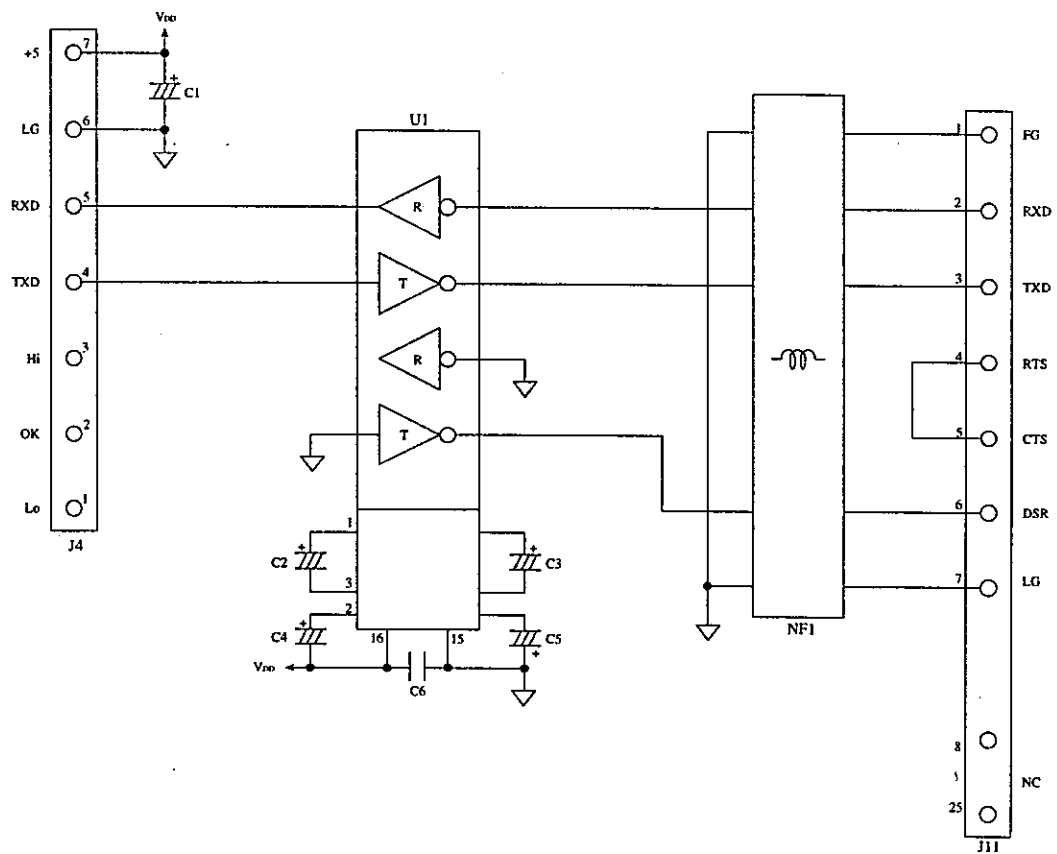 VDD
+5 7
C1 +
LG 6
U1
1 FG
RXD 5
R
2 RXD
TXD 4
T
3 TXD
Hi 3
R
4 RTS
OK 2
T
5 CTS
Lo 1
6 DSR
J4
1
C2 +
+ C3
3
7 LG
2
C4 +
16 15
C5 +
NF1
VDD
C6
8
NC
25
J11